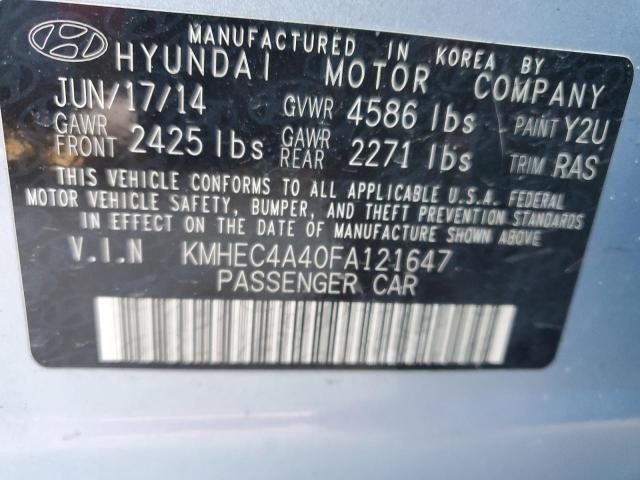 MANUFACTURED IN KOREA BY
HYUNDAI MOTOR COMPANY
JUN/17/14 GVWR 4586 lbs PAINT Y2U
GAWR FRONT 2425 lbs GAWR REAR 2271 lbs TRIM RAS
THIS VEHICLE CONFORMS TO ALL APPLICABLE U.S.A. FEDERAL
MOTOR VEHICLE SAFETY, BUMPER, AND THEFT PREVENTION STANDARDS
IN EFFECT ON THE DATE OF MANUFACTURE SHOWN ABOVE
V.I.N KMHEC4A40FA121647
PASSENGER CAR